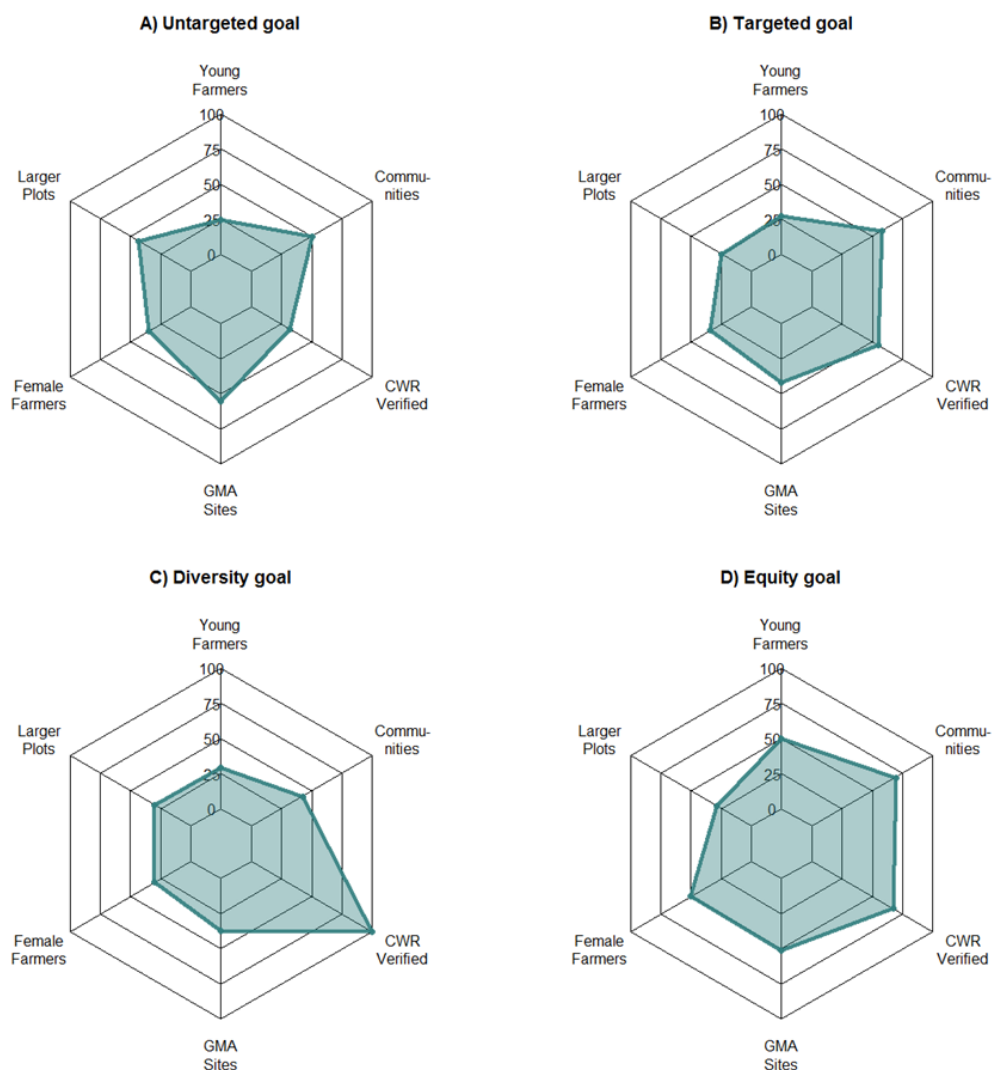 A) Untargeted goal
Young
Farmers
100
75
50
25
0
Larger
Plots
Commu-
nities
Female
Farmers
CWR
Verified
GMA
Sites
B) Targeted goal
Young
Farmers
100
75
50
25
0
Larger
Plots
Commu-
nities
Female
Farmers
CWR
Verified
GMA
Sites
C) Diversity goal
Young
Farmers
100
75
50
25
0
Larger
Plots
Commu-
nities
Female
Farmers
CWR
Verified
GMA
Sites
D) Equity goal
Young
Farmers
100
75
50
25
0
Larger
Plots
Commu-
nities
Female
Farmers
CWR
Verified
GMA
Sites